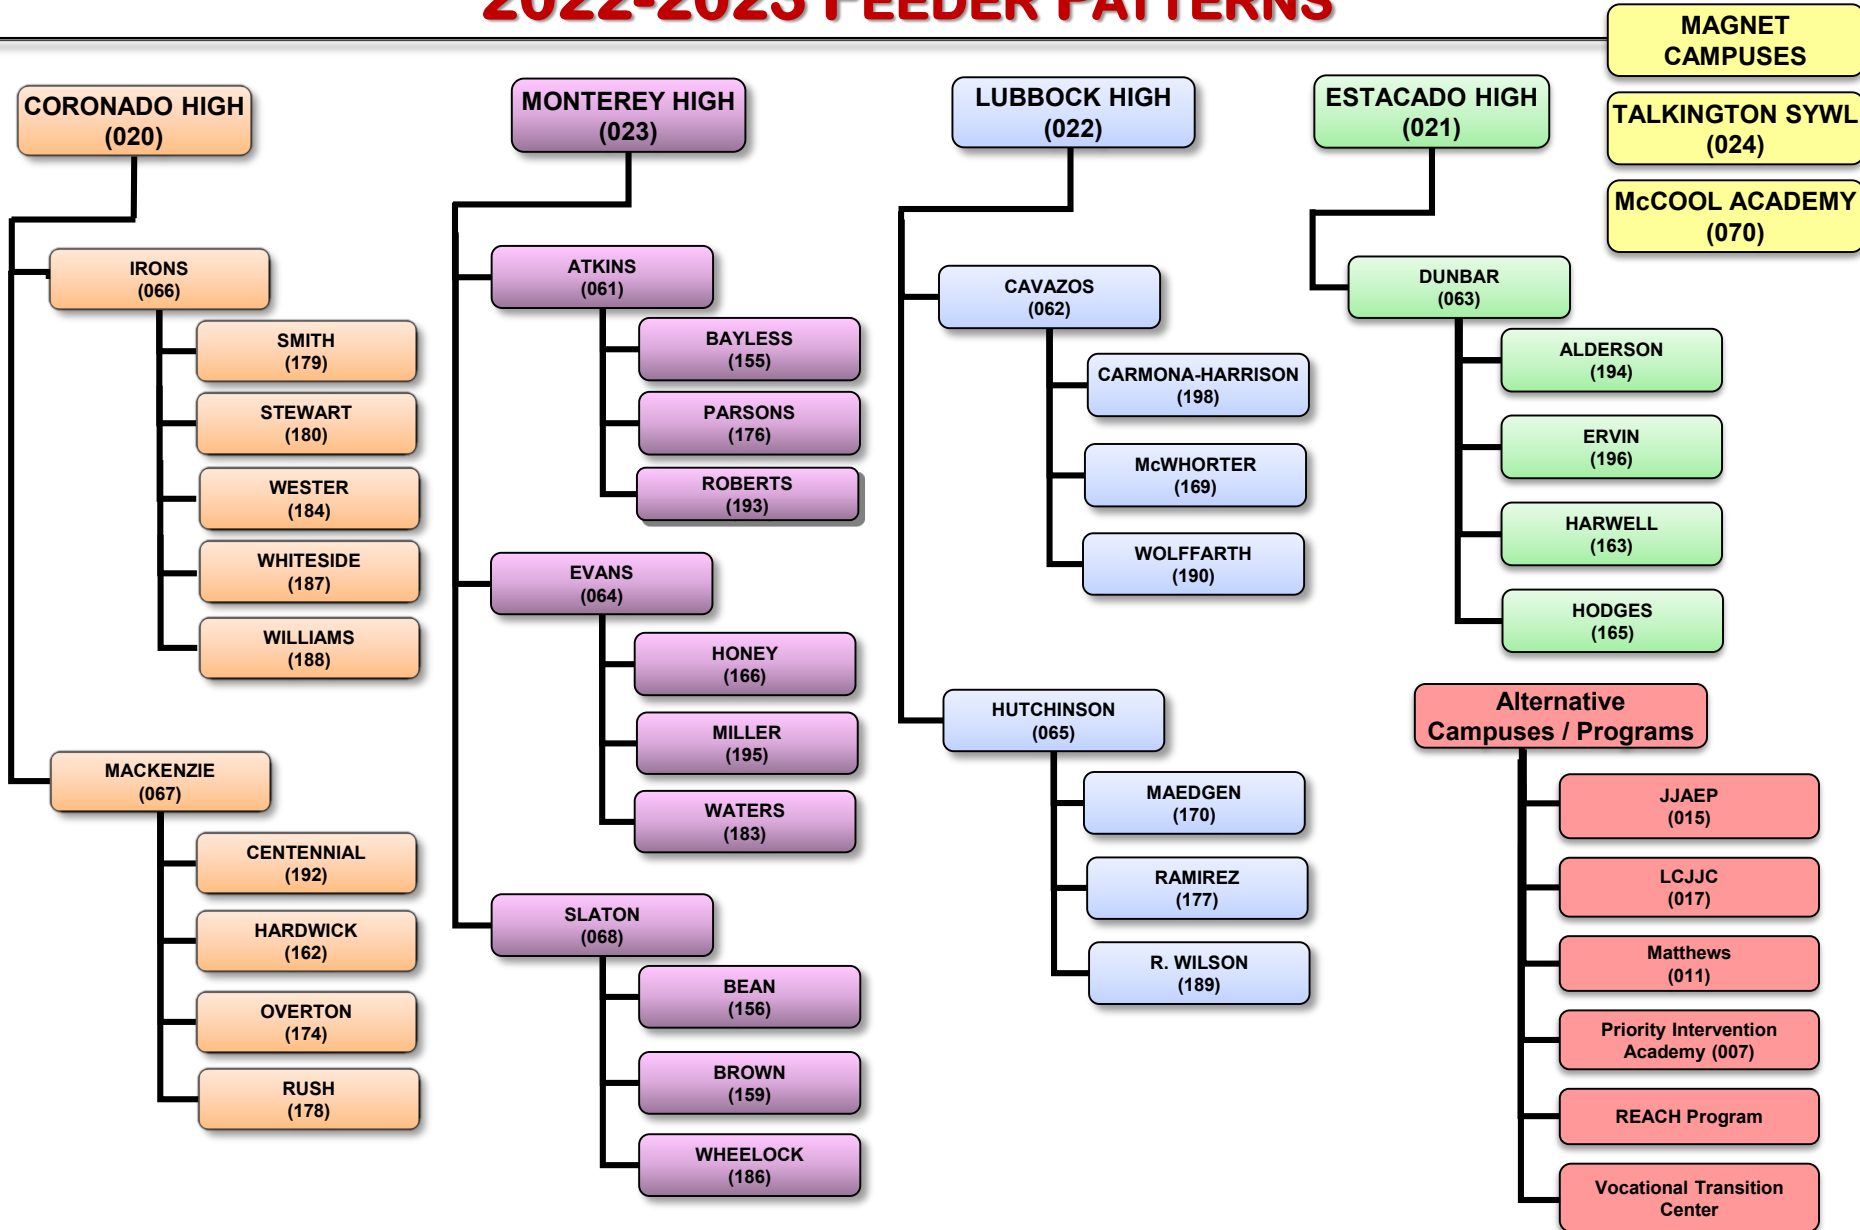 2022-2023 FEEDER PATTERNS
MAGNET
CAMPUSES
TALKINGTON SYWL
(024)
McCOOL ACADEMY
(070)
CORONADO HIGH
(020)
IRONS
(066)
SMITH
(179)
STEWART
(180)
WESTER
(184)
WHITESIDE
(187)
WILLIAMS
(188)
MACKENZIE
(067)
CENTENNIAL
(192)
HARDWICK
(162)
OVERTON
(174)
RUSH
(178)
MONTEREY HIGH
(023)
ATKINS
(061)
BAYLESS
(155)
PARSONS
(176)
ROBERTS
(193)
EVANS
(064)
HONEY
(166)
MILLER
(195)
WATERS
(183)
SLATON
(068)
BEAN
(156)
BROWN
(159)
WHEELOCK
(186)
LUBBOCK HIGH
(022)
CAVAZOS
(062)
CARMONA-HARRISON
(198)
McWHORTER
(169)
WOLFFARTH
(190)
HUTCHINSON
(065)
MAEDGEN
(170)
RAMIREZ
(177)
R. WILSON
(189)
ESTACADO HIGH
(021)
DUNBAR
(063)
ALDERSON
(194)
ERVIN
(196)
HARWELL
(163)
HODGES
(165)
Alternative
Campuses / Programs
JJAEP
(015)
LCJJC
(017)
Matthews
(011)
Priority Intervention
Academy (007)
REACH Program
Vocational Transition
Center